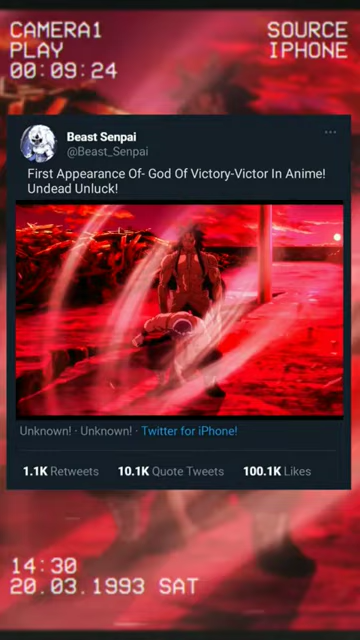 CAMERA1
PLAY
00:09:24
SOURCE
IPHONE
Beast Senpai
@Beast_Senpai
First Appearance Of- God Of Victory-Victor In Anime!
Undead Unluck!
Unknown! · Unknown! · Twitter for iPhone!
1.1K Retweets 10.1K Quote Tweets 100.1K Likes
14:30
20.03.1993 SAT